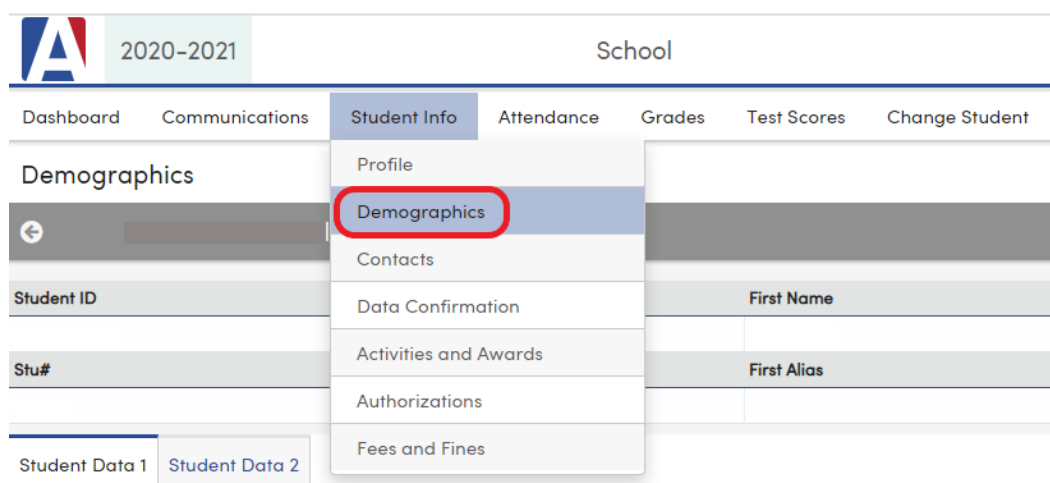 2020-2021 School
Dashboard Communications Student Info Attendance Grades Test Scores Change Student
Demographics
Profile
Demographics
Contacts
Data Confirmation
Activities and Awards
Authorizations
Fees and Fines
Student ID First Name
Stu# First Alias
Student Data 1 Student Data 2